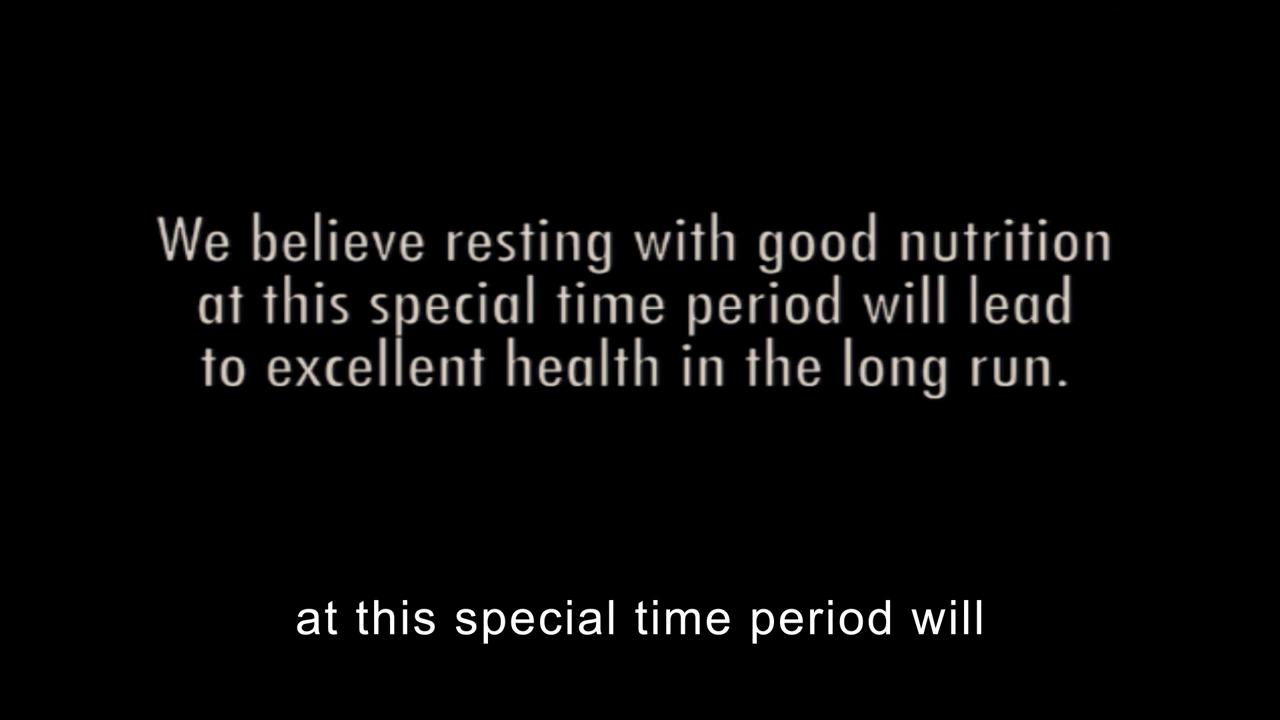 We believe resting with good nutrition
at this special time period will lead
to excellent health in the long run.
at this special time period will